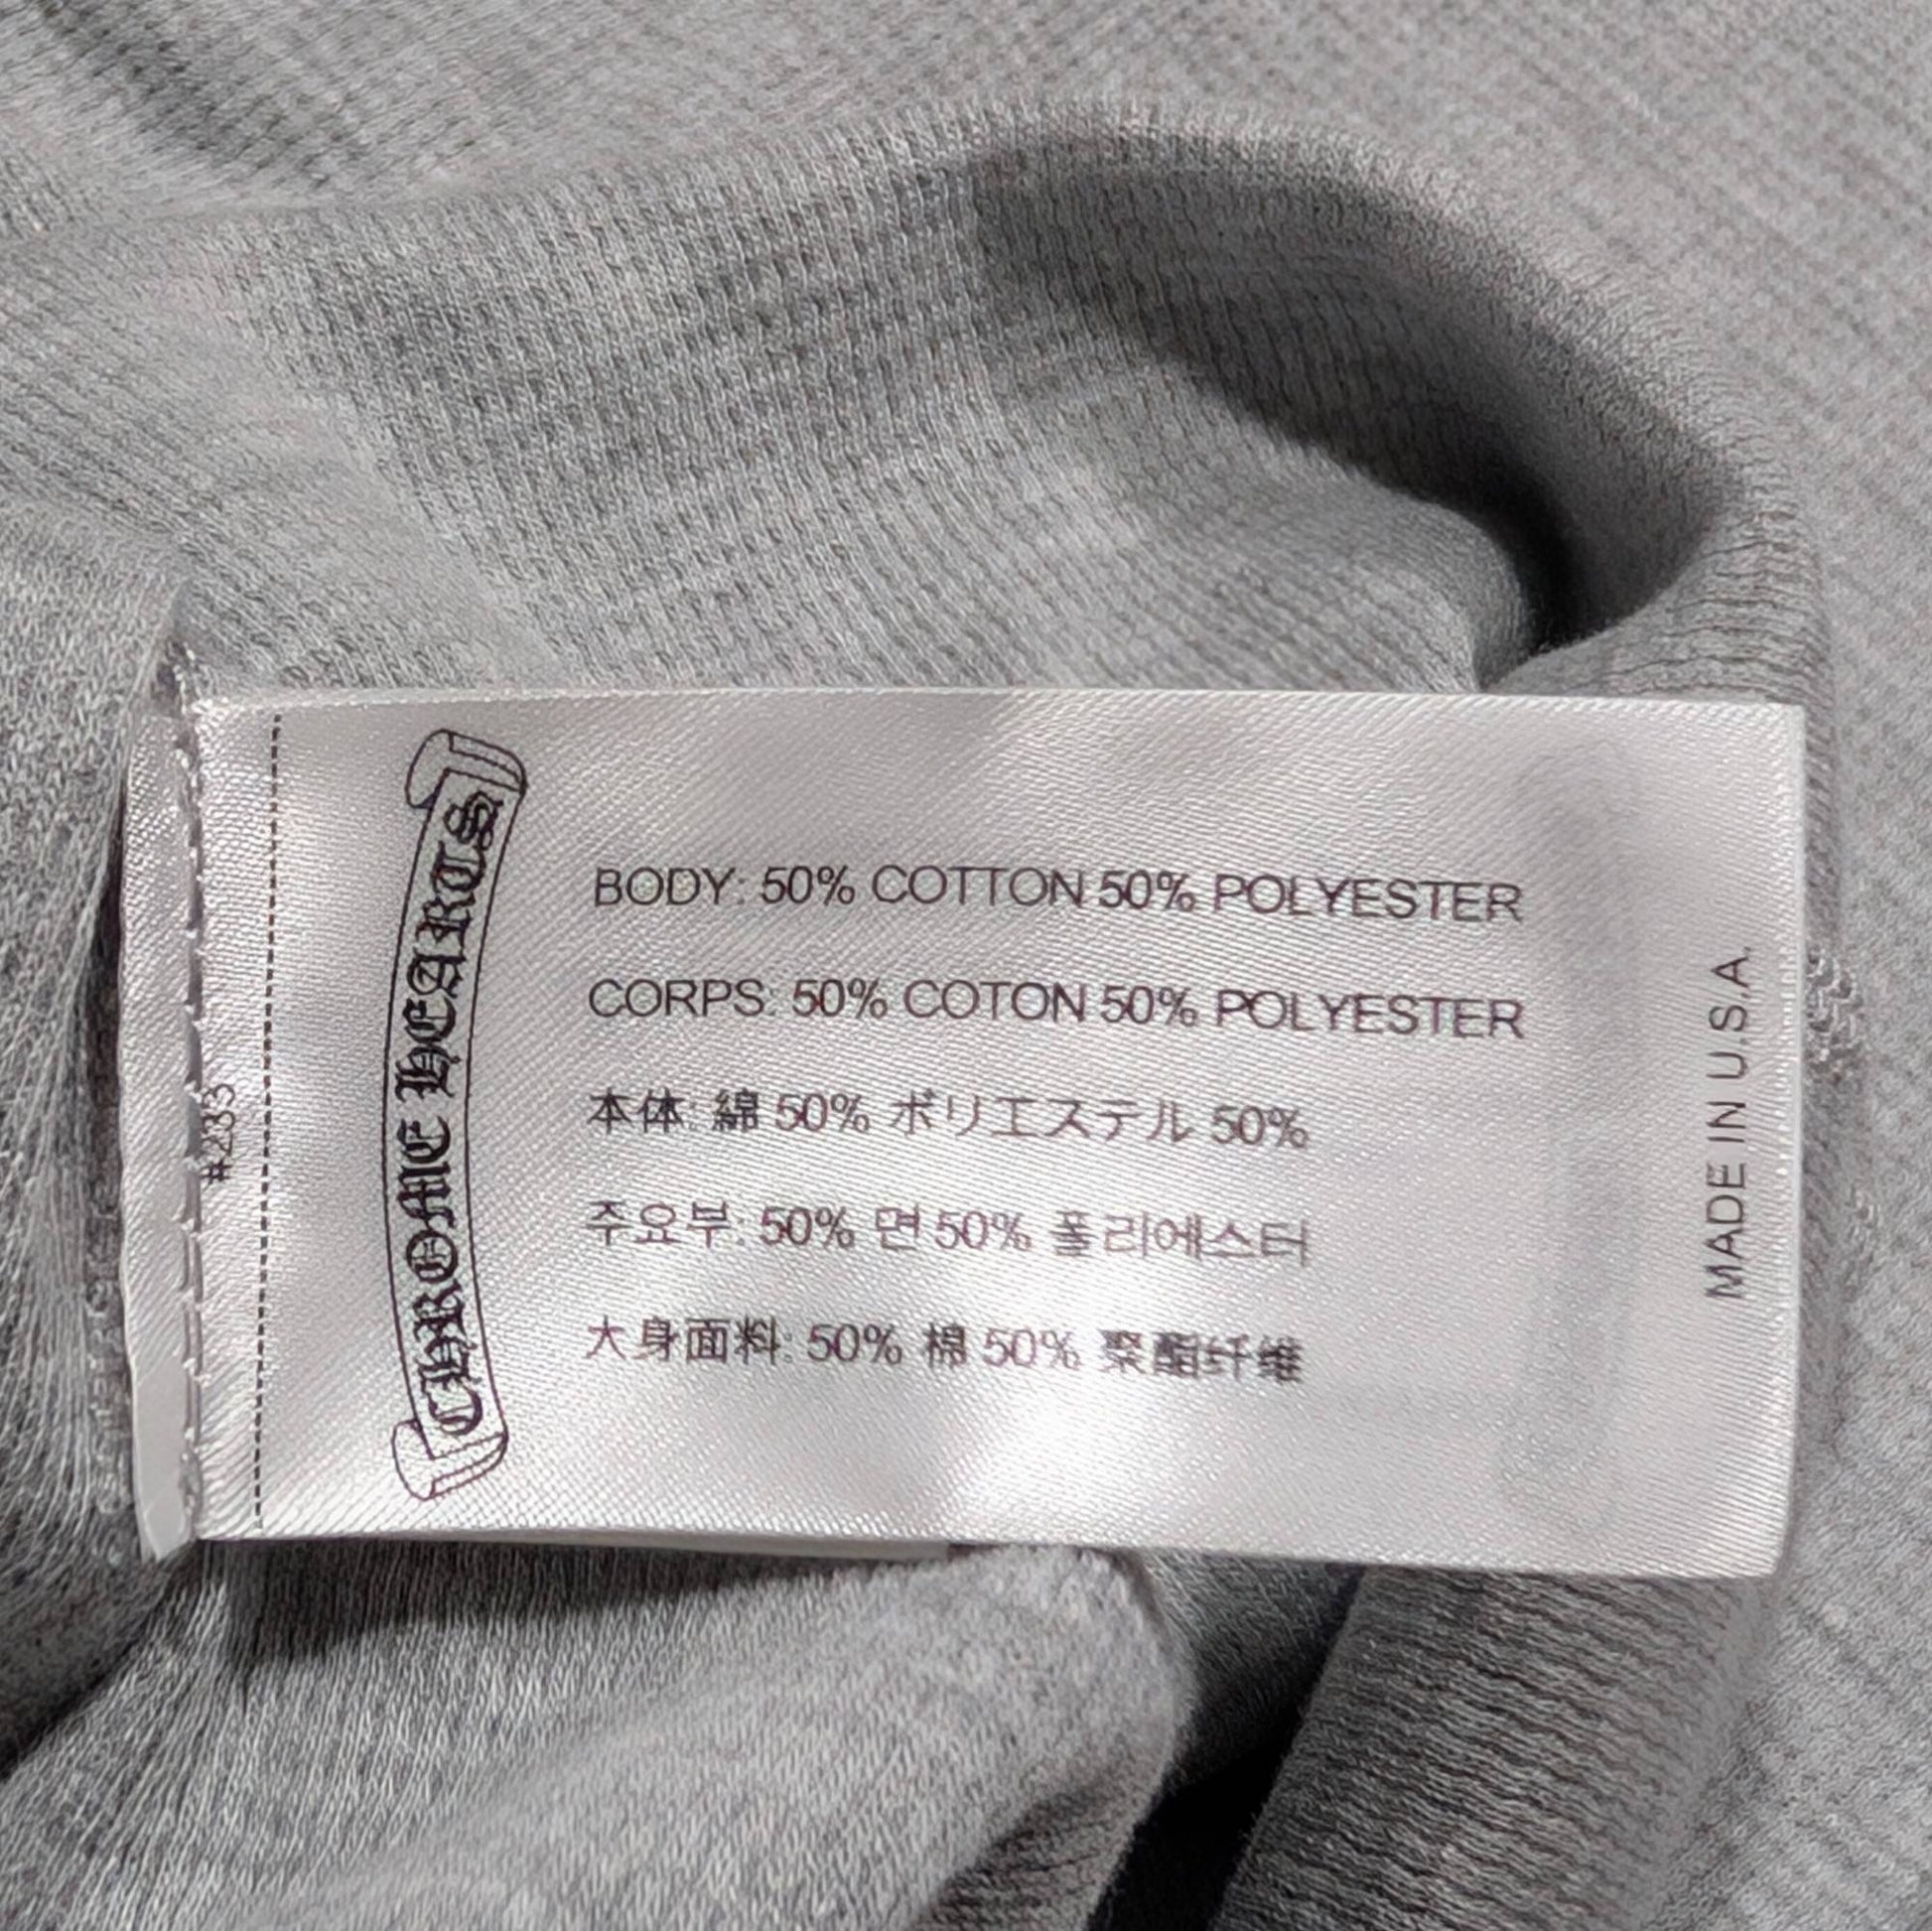 #233
CHROME HEARTS
BODY: 50% COTTON 50% POLYESTER
CORPS: 50% COTON 50% POLYESTER
本体: 綿 50% ポリエステル 50%
주요부: 50% 면 50% 폴리에스터
大身面料: 50% 棉 50% 聚酯纤维
MADE IN U.S.A.